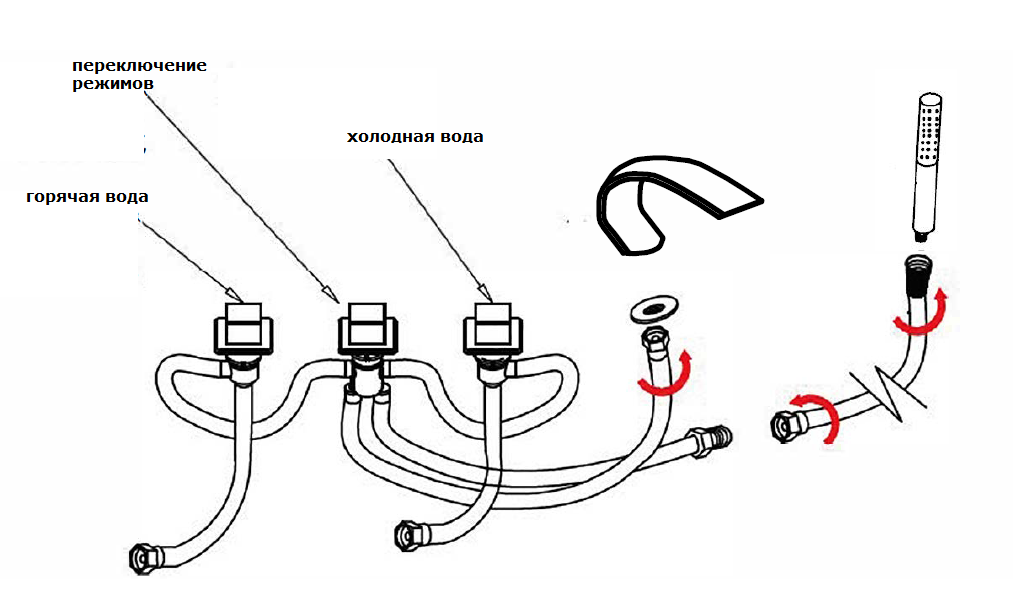 переключение
режимов
холодная вода
горячая вода